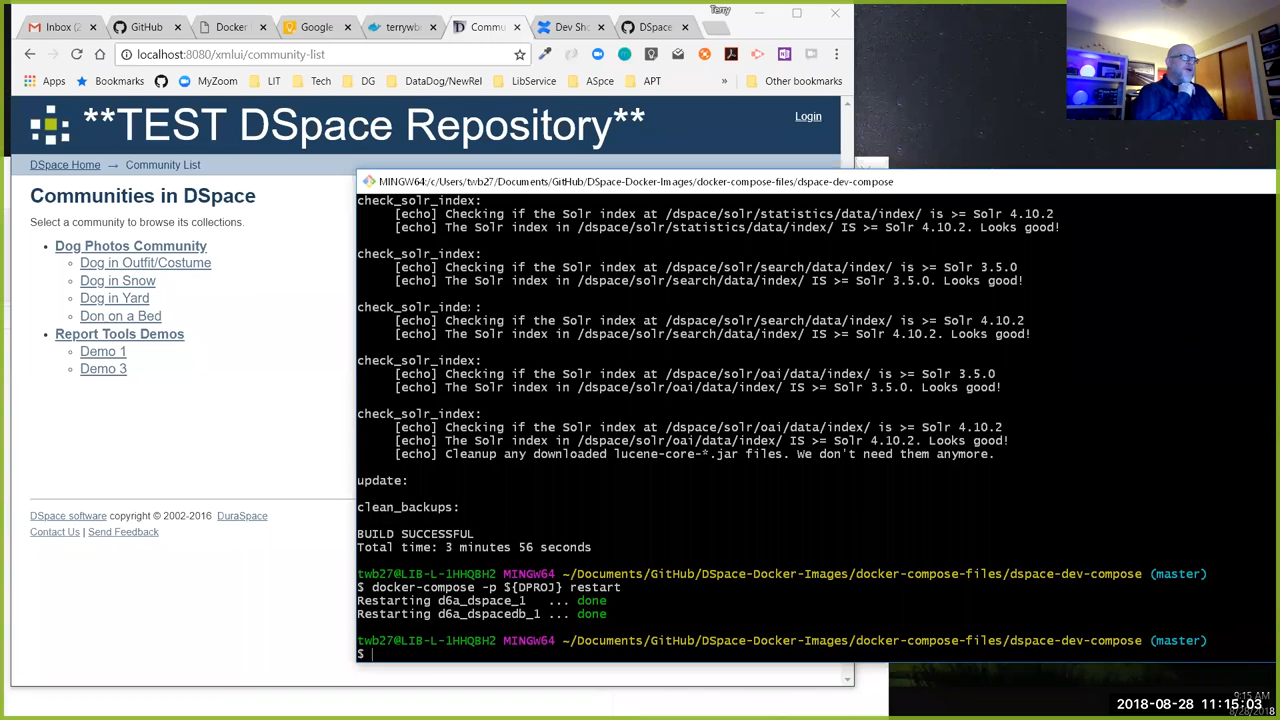 Terry
Inbox (2
GitHub
Docker
Google
terrywb
Commu
Dev Sho
DSpace
localhost:8080/xmlui/community-list
Apps
Bookmarks
MyZoom
LIT
Tech
DG
DataDog/NewRel
LibService
ASpce
APT
»
Other bookmarks
**TEST DSpace Repository**
Login
DSpace Home → Community List
Communities in DSpace
Select a community to browse its collections.
Dog Photos Community
Dog in Outfit/Costume
Dog in Snow
Dog in Yard
Don on a Bed
Report Tools Demos
Demo 1
Demo 3
DSpace software copyright © 2002-2016 DuraSpace
Contact Us | Send Feedback
MINGW64:/c/Users/twb27/Documents/GitHub/DSpace-Docker-Images/docker-compose-files/dspace-dev-compose
check_solr_index:
[echo] Checking if the Solr index at /dspace/solr/statistics/data/index/ is >= Solr 4.10.2
[echo] The Solr index in /dspace/solr/statistics/data/index/ IS >= Solr 4.10.2. Looks good!
check_solr_index:
[echo] Checking if the Solr index at /dspace/solr/search/data/index/ is >= Solr 3.5.0
[echo] The Solr index in /dspace/solr/search/data/index/ IS >= Solr 3.5.0. Looks good!
check_solr_index:
[echo] Checking if the Solr index at /dspace/solr/search/data/index/ is >= Solr 4.10.2
[echo] The Solr index in /dspace/solr/search/data/index/ IS >= Solr 4.10.2. Looks good!
check_solr_index:
[echo] Checking if the Solr index at /dspace/solr/oai/data/index/ is >= Solr 3.5.0
[echo] The Solr index in /dspace/solr/oai/data/index/ IS >= Solr 3.5.0. Looks good!
check_solr_index:
[echo] Checking if the Solr index at /dspace/solr/oai/data/index/ is >= Solr 4.10.2
[echo] The Solr index in /dspace/solr/oai/data/index/ IS >= Solr 4.10.2. Looks good!
[echo] Cleanup any downloaded lucene-core-*.jar files. We don't need them anymore.
update:
clean_backups:
BUILD SUCCESSFUL
Total time: 3 minutes 56 seconds
twb27@LIB-L-1HHQBH2 MINGW64 ~/Documents/GitHub/DSpace-Docker-Images/docker-compose-files/dspace-dev-compose (master)
$ docker-compose -p ${DPROJ} restart
Restarting d6a_dspace_1 ... done
Restarting d6a_dspacedb_1 ... done
twb27@LIB-L-1HHQBH2 MINGW64 ~/Documents/GitHub/DSpace-Docker-Images/docker-compose-files/dspace-dev-compose (master)
$
9:15 AM
2018-08-28 11:15:03